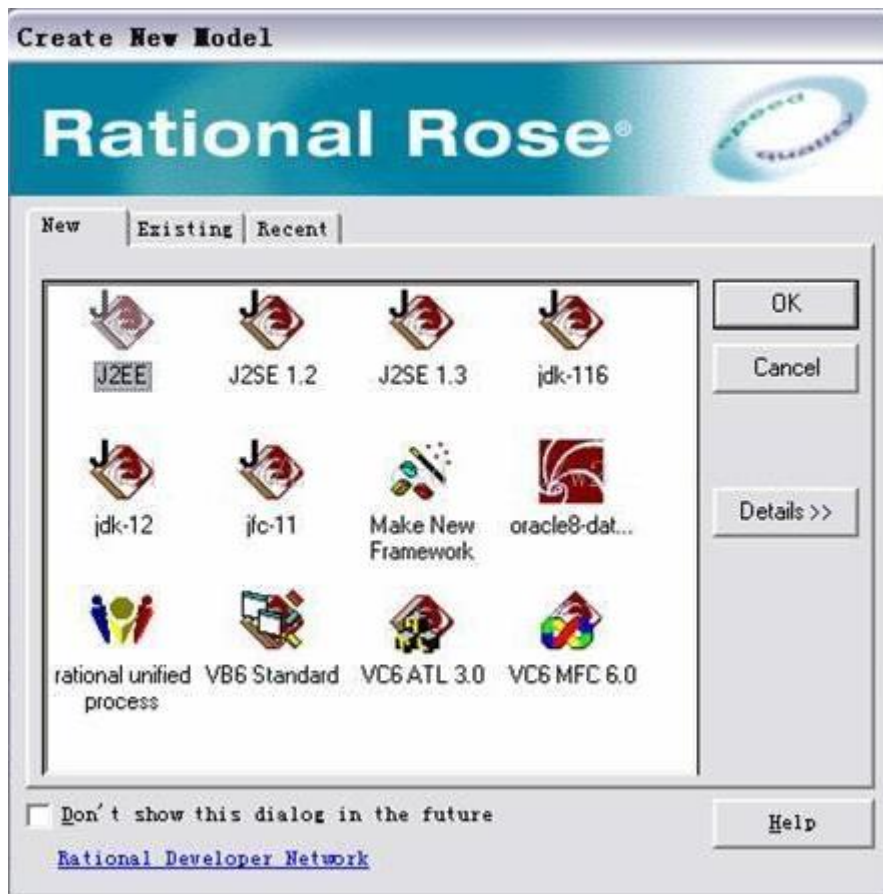 Create New Model
Rational Rose®
speed
quality
New
Existing
Recent
J2EE
J2SE 1.2
J2SE 1.3
jdk-116
jdk-12
jfc-11
Make New
Framework
oracle8-dat...
rational unified
process
VB6 Standard
VC6 ATL 3.0
VC6 MFC 6.0
OK
Cancel
Details >>
Don't show this dialog in the future
Help
Rational Developer Network